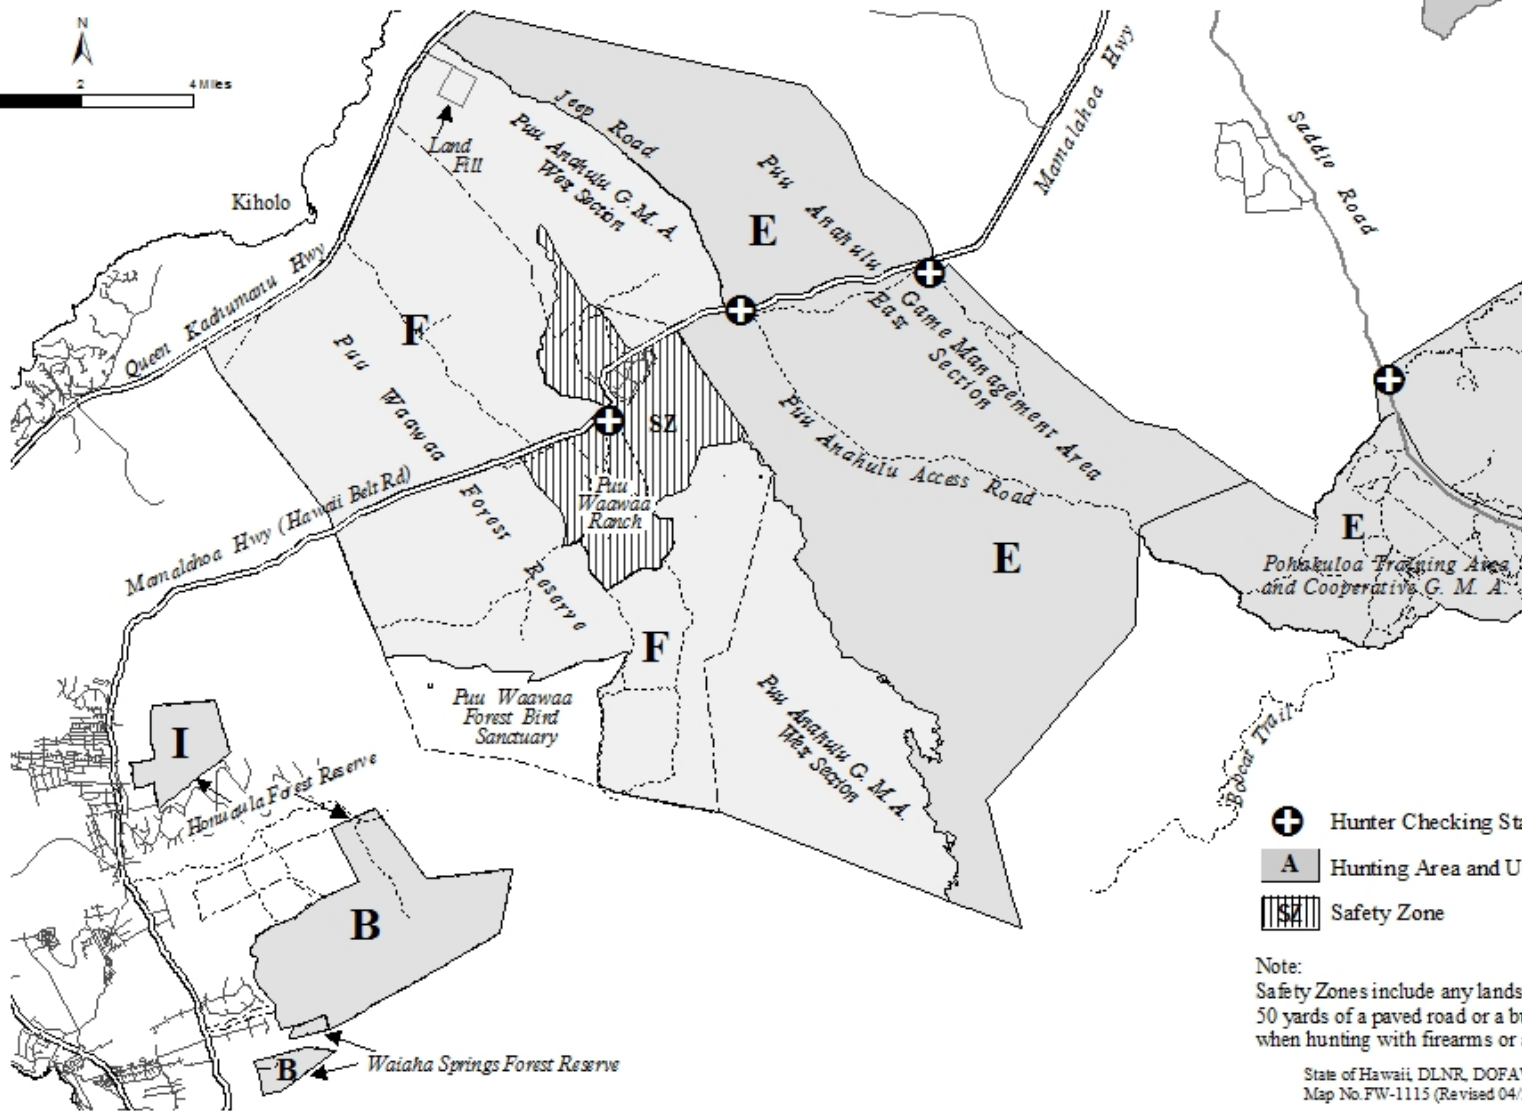 N
2
4 Miles
Mamalahoa Hwy
Saddle Road
Jeep Road
Land
Fill
Puu Anahulu G. M. A.
West Section
Puu Anahulu Game Management Area
East Section
E
Kiholo
Queen Kaahumanu Hwy
F
Puu Waawaa Forest Reserve
SZ
Puu
Waawaa
Ranch
Puu Anahulu Access Road
Mamalahoa Hwy (Hawaii Belt Rd)
E
E
Pohakuloa Training Area
and Cooperative G. M. A.
F
Puu Waawaa
Forest Bird
Sanctuary
Puu Anahulu G. M. A.
West Section
I
Honuaula Forest Reserve
Bobcat Trail
B
Hunter Checking Sta
A
Hunting Area and U
SZ
Safety Zone
Note:
Safety Zones include any lands
50 yards of a paved road or a bu
when hunting with firearms or
B
Waiaha Springs Forest Reserve
State of Hawaii, DLNR, DOFAW
Map No. FW-1115 (Revised 04/